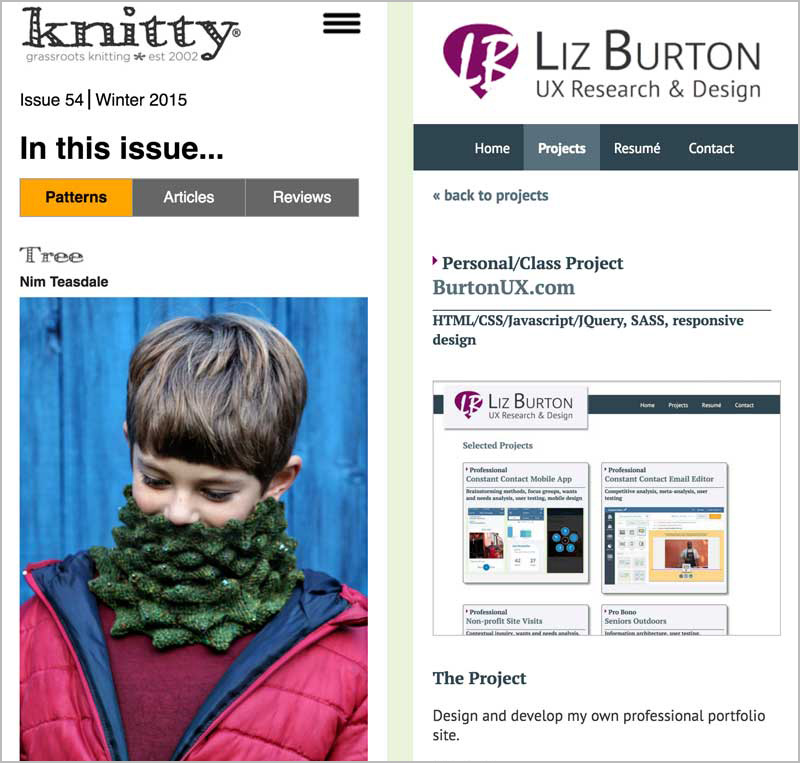 knitty®
grassroots knitting * est 2002
Issue 54 | Winter 2015
In this issue...
Patterns
Articles
Reviews
Tree
Nim Teasdale
LB
LIZ BURTON
UX Research & Design
Home
Projects
Resumé
Contact
« back to projects
Personal/Class Project
BurtonUX.com
HTML/CSS/Javascript/JQuery, SASS, responsive
design
LB
LIZ BURTON
UX Research & Design
Home
Projects
Resumé
Contact
Selected Projects
Professional
Constant Contact Mobile App
Brainstorming methods, focus groups, wants
and needs analysis, user testing, mobile design
42 27
Professional
Constant Contact Email Editor
Competitive analysis, meta-analysis, user
testing
Professional
Non-profit Site Visits
Contextual inquiry, wants and needs analysis,
Pro Bono
Seniors Outdoors
Information architecture, user testing,
The Project
Design and develop my own professional portfolio
site.